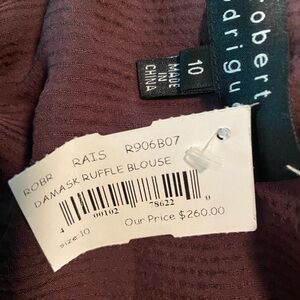 robert
rodrigu
10
MADE
IN
CHINA
ROBR RAIS R906B07
DAMASK RUFFLE BLOUSE
4 00102 78622 0
Our Price $260.00
size:10